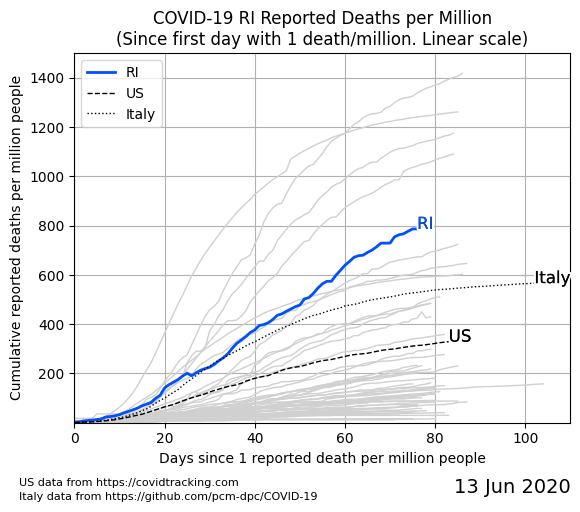 COVID-19 RI Reported Deaths per Million
(Since first day with 1 death/million. Linear scale)
Cumulative reported deaths per million people
1400
1200
1000
800
600
400
200
RI
US
Italy
RI
Italy
US
0
20
40
60
80
100
Days since 1 reported death per million people
US data from https://covidtracking.com
Italy data from https://github.com/pcm-dpc/COVID-19
13 Jun 2020